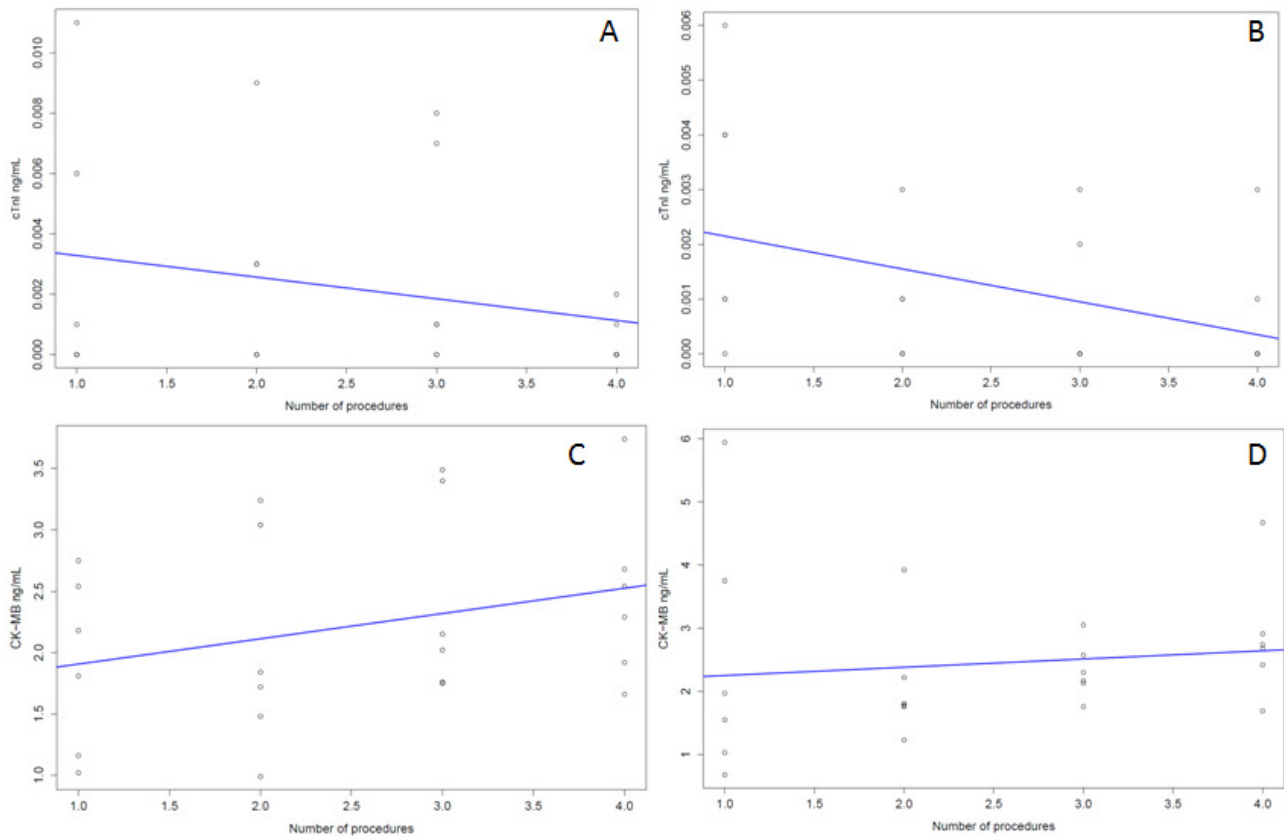 A
cTnI ng/mL
0.010
0.008
0.006
0.004
0.002
0.000
1.0 1.5 2.0 2.5 3.0 3.5 4.0
Number of procedures
B
cTnI ng/mL
0.006
0.005
0.004
0.003
0.002
0.001
0.000
1.0 1.5 2.0 2.5 3.0 3.5 4.0
Number of procedures
C
CK-MB ng/mL
3.5
3.0
2.5
2.0
1.5
1.0
1.0 1.5 2.0 2.5 3.0 3.5 4.0
Number of procedures
D
CK-MB ng/mL
6
5
4
3
2
1
1.0 1.5 2.0 2.5 3.0 3.5 4.0
Number of procedures